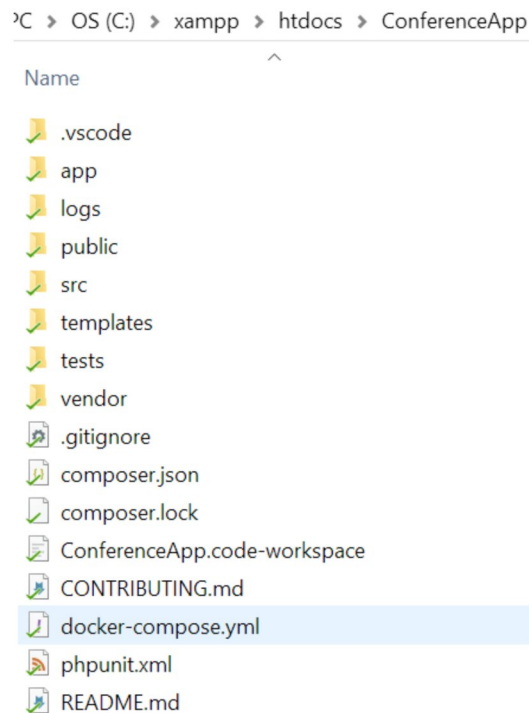 PC > OS (C:) > xampp > htdocs > ConferenceApp
Name
.vscode
app
logs
public
src
templates
tests
vendor
.gitignore
composer.json
composer.lock
ConferenceApp.code-workspace
CONTRIBUTING.md
docker-compose.yml
phpunit.xml
README.md